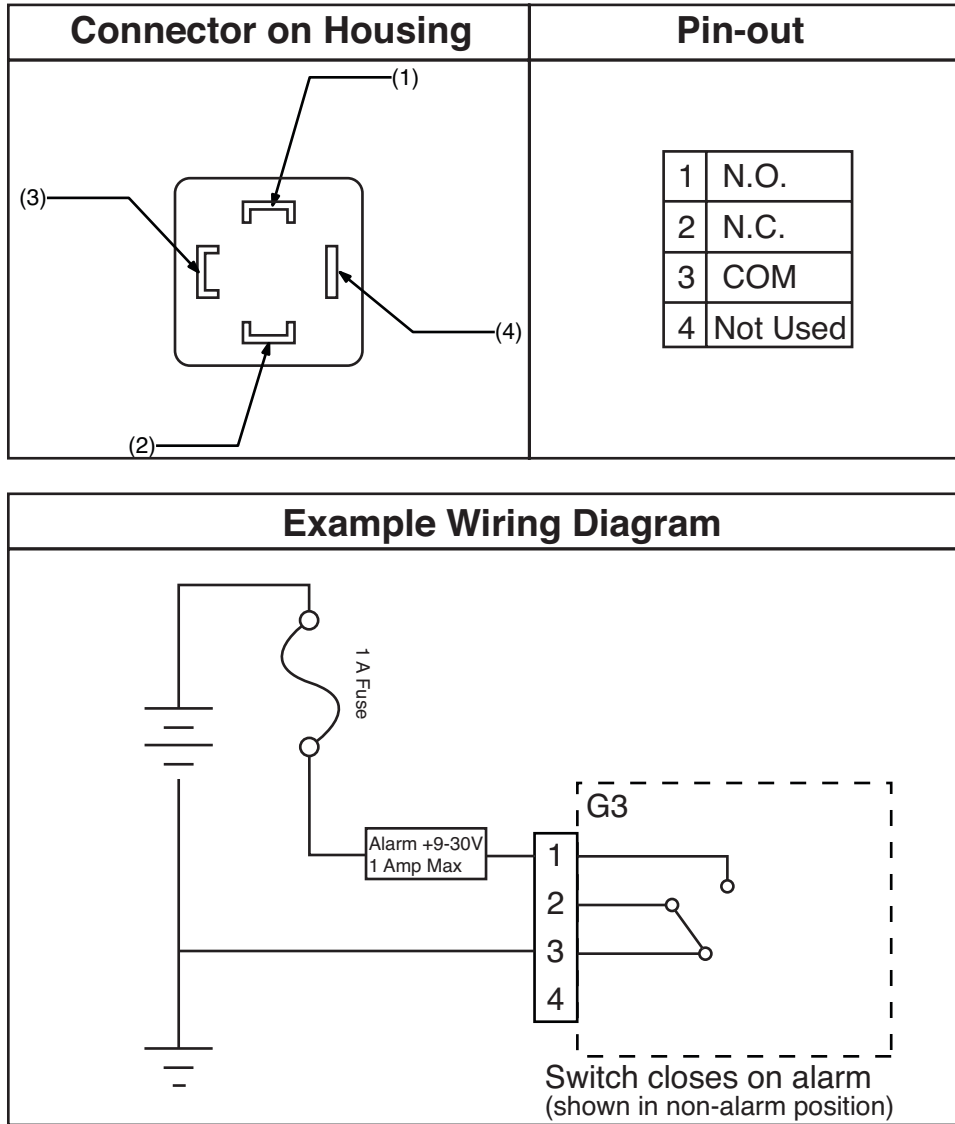 Connector on Housing
Pin-out
(1)
(3)
(4)
(2)
1 N.O.
2 N.C.
3 COM
4 Not Used
Example Wiring Diagram
1 A Fuse
Alarm +9-30V
1 Amp Max
G3
1
2
3
4
Switch closes on alarm
(shown in non-alarm position)